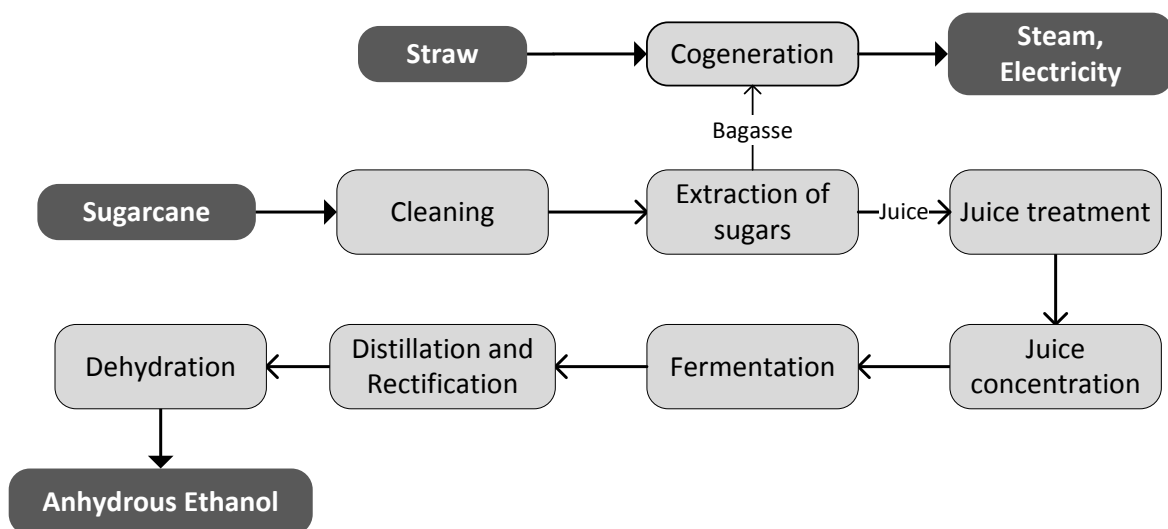 Straw
Cogeneration
Steam,
Electricity
Bagasse
Sugarcane
Cleaning
Extraction of
sugars
Juice
Juice treatment
Dehydration
Distillation and
Rectification
Fermentation
Juice
concentration
Anhydrous Ethanol